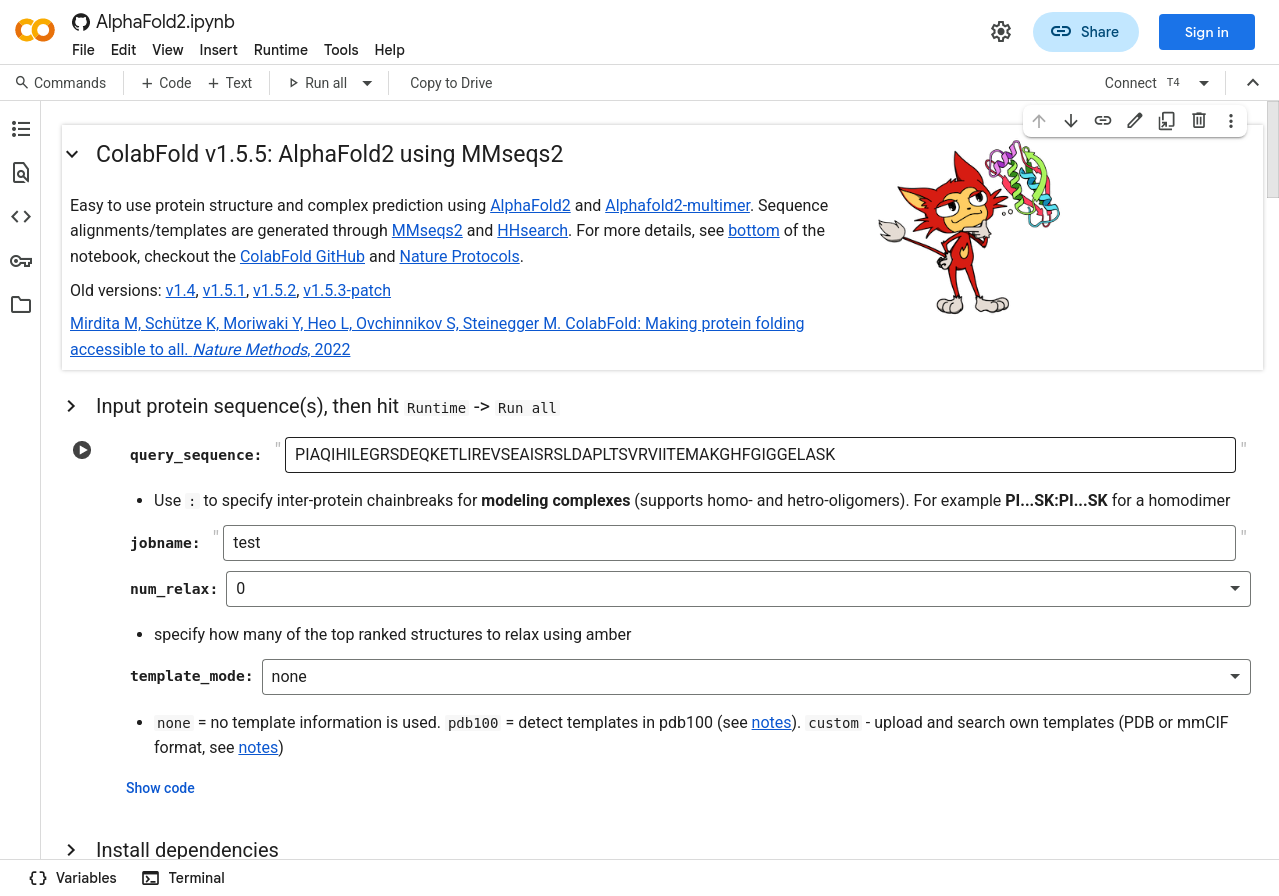 AlphaFold2.ipynb
File Edit View Insert Runtime Tools Help
Share
Sign in
Commands + Code + Text Run all Copy to Drive Connect T4
ColabFold v1.5.5: AlphaFold2 using MMseqs2
Easy to use protein structure and complex prediction using AlphaFold2 and Alphafold2-multimer. Sequence
alignments/templates are generated through MMseqs2 and HHsearch. For more details, see bottom of the
notebook, checkout the ColabFold GitHub and Nature Protocols.
Old versions: v1.4, v1.5.1, v1.5.2, v1.5.3-patch
Mirdita M, Schütze K, Moriwaki Y, Heo L, Ovchinnikov S, Steinegger M. ColabFold: Making protein folding
accessible to all. Nature Methods, 2022
Input protein sequence(s), then hit Runtime -> Run all
query_sequence: " PIAQIHILEGRSDEQKETLIREVSEAISRSLDAPLTSVRVIITEMAKGHFGIGGELASK "
• Use : to specify inter-protein chainbreaks for modeling complexes (supports homo- and hetro-oligomers). For example PI...SK:PI...SK for a homodimer
jobname: " test "
num_relax: 0
• specify how many of the top ranked structures to relax using amber
template_mode: none
• none = no template information is used. pdb100 = detect templates in pdb100 (see notes). custom - upload and search own templates (PDB or mmCIF
format, see notes)
Show code
Install dependencies
Variables Terminal